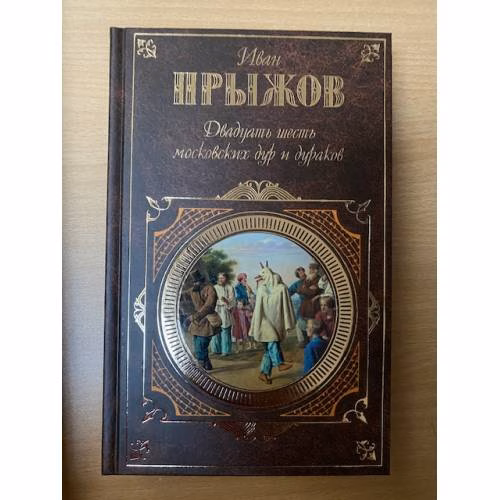 Иван
ПРЫЖОВ
Двадцать шесть
московских дур и дураков